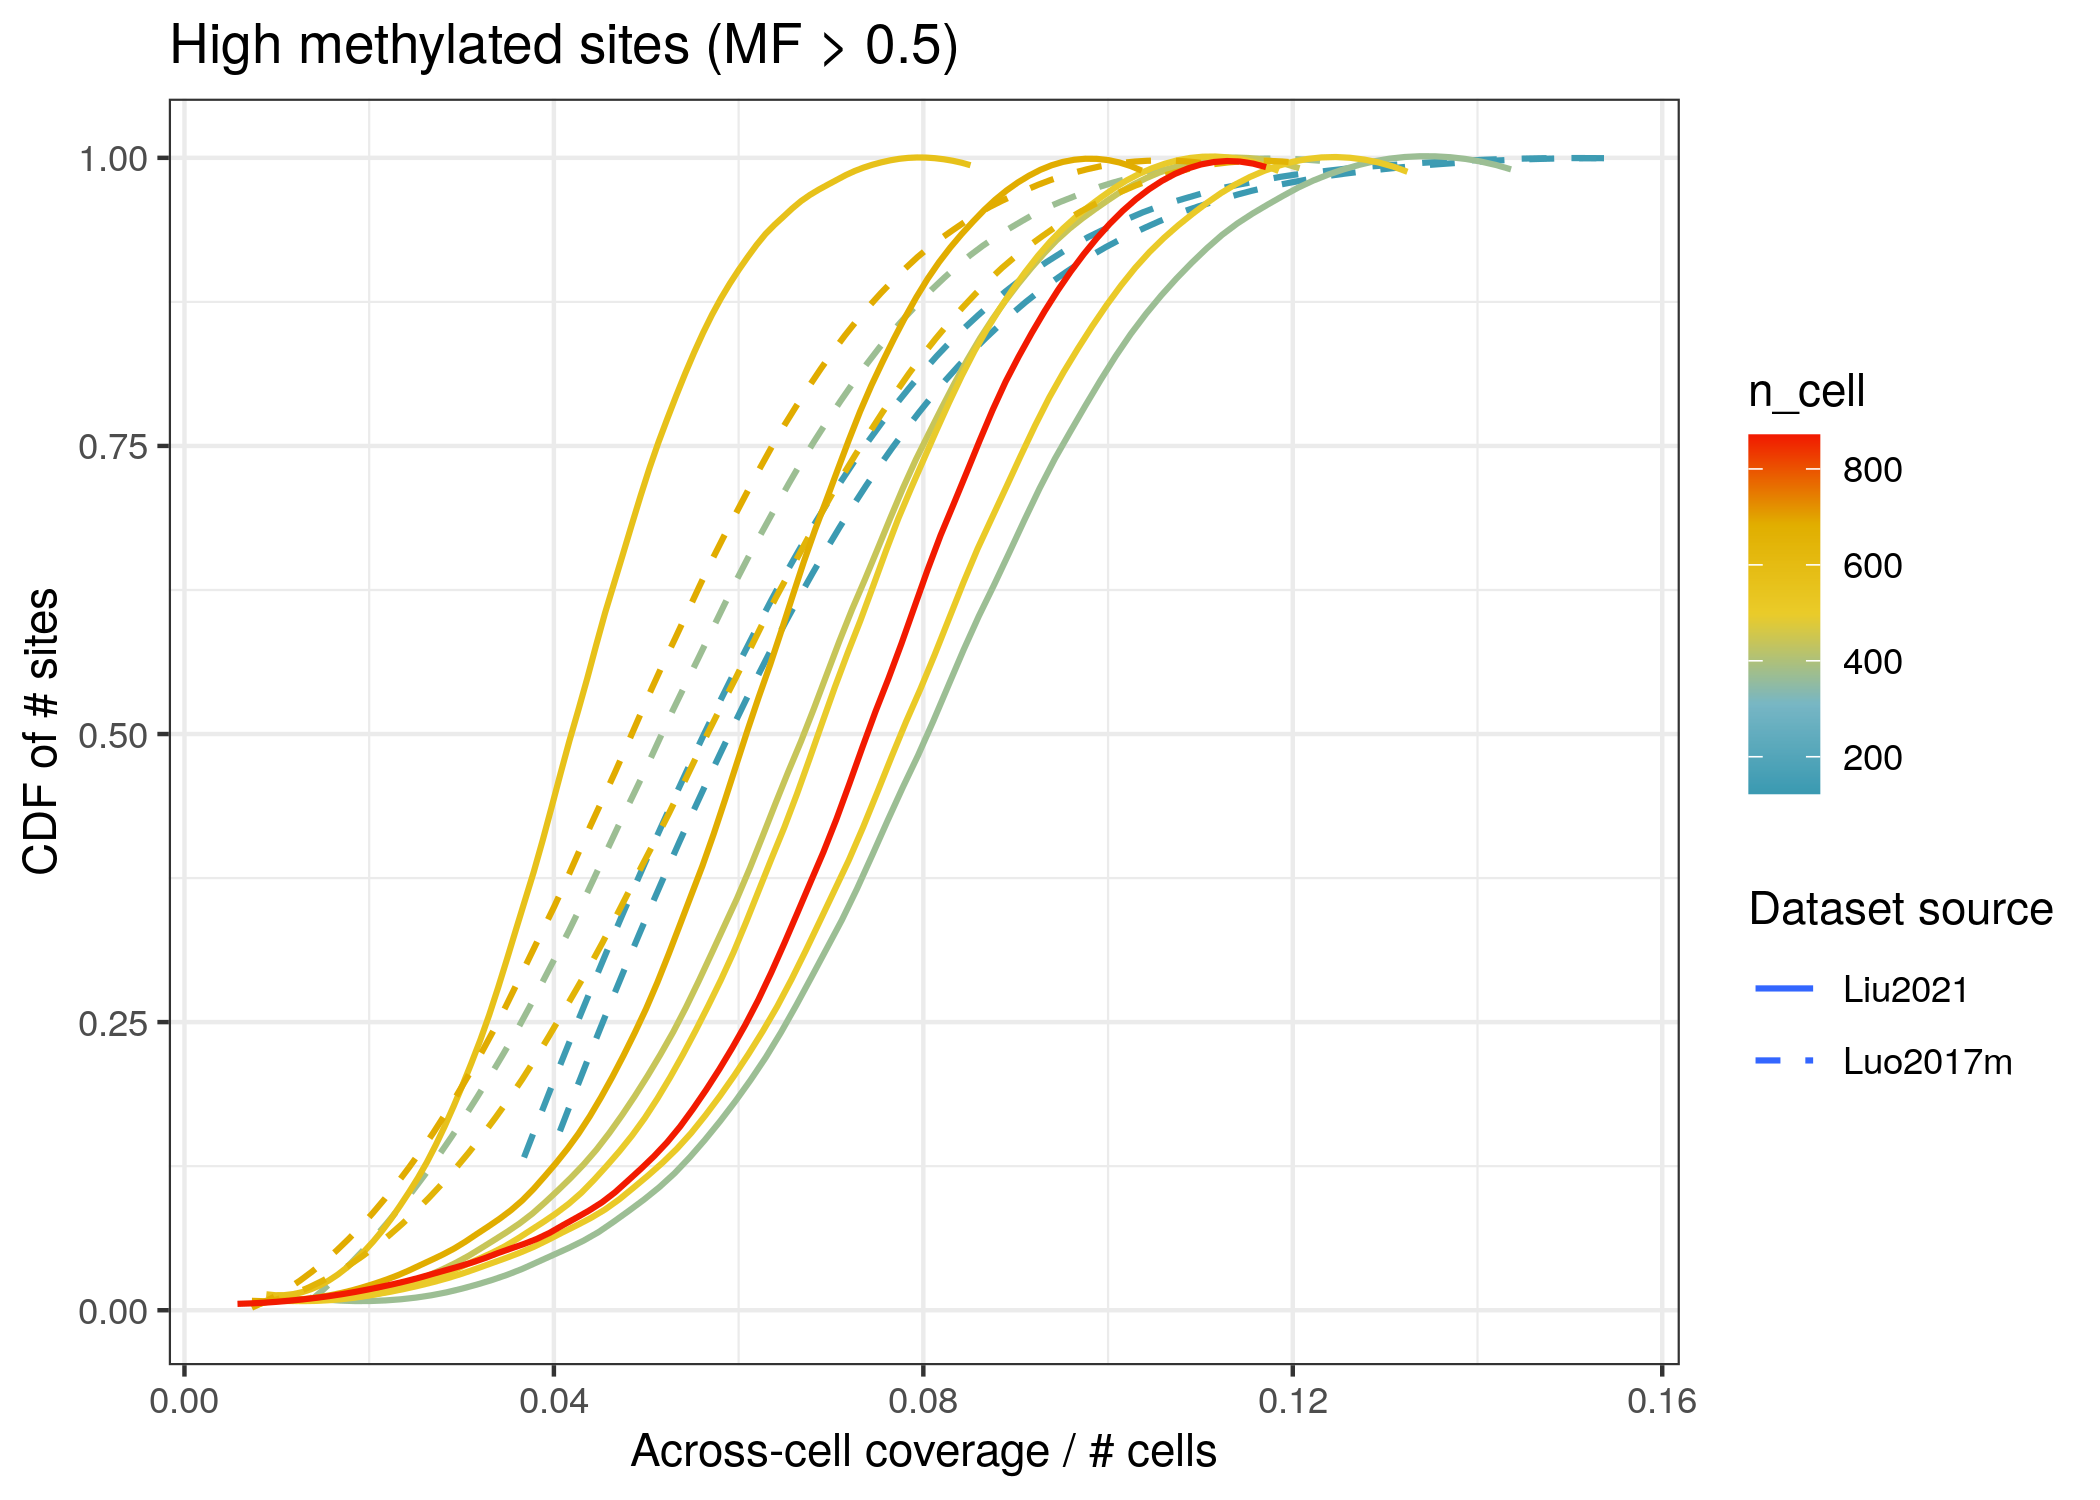 High methylated sites (MF > 0.5)
1.00
0.75
0.50
0.25
0.00
CDF of # sites
0.00 0.04 0.08 0.12 0.16
Across-cell coverage / # cells
n_cell
800
600
400
200
Dataset source
Liu2021
Luo2017m